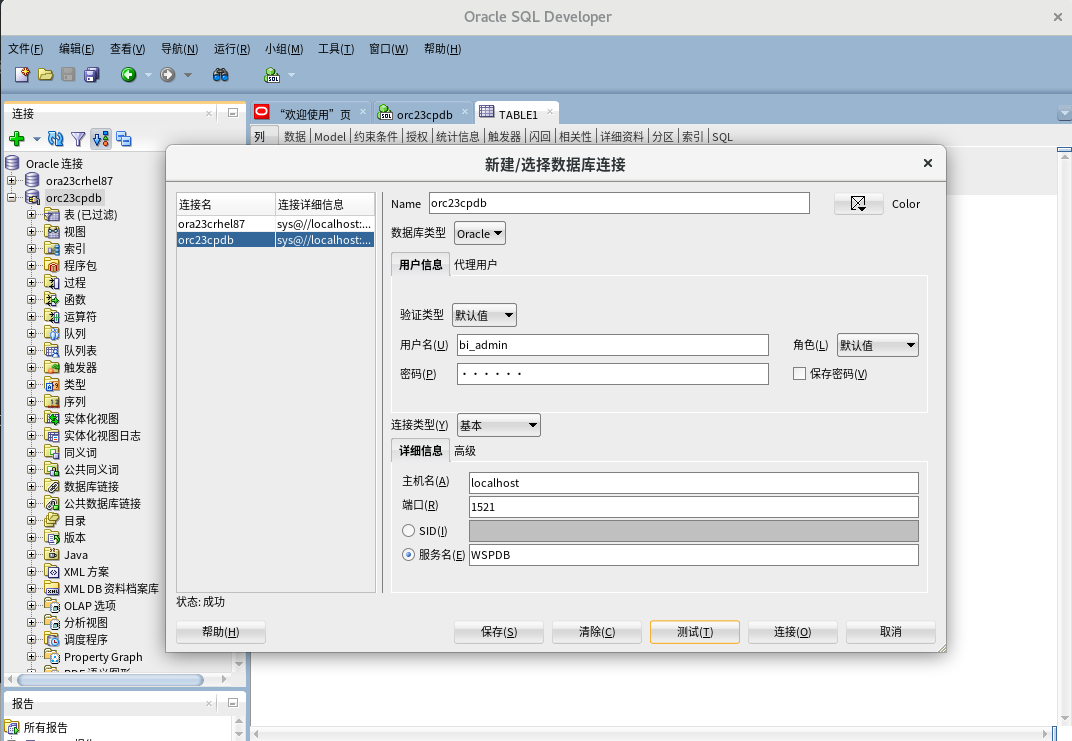 Oracle SQL Developer
文件(F) 编辑(E) 查看(V) 导航(N) 运行(R) 小组(M) 工具(T) 窗口(W) 帮助(H)
连接
“欢迎使用”页 orc23cpdb TABLE1
列 数据 Model 约束条件 授权 统计信息 触发器 闪回 相关性 详细资料 分区 索引 SQL
Oracle 连接
ora23crhel87
orc23cpdb
表 (已过滤)
视图
索引
程序包
过程
函数
运算符
队列
队列表
触发器
类型
序列
实体化视图
实体化视图日志
同义词
公共同义词
数据库链接
公共数据库链接
目录
版本
Java
XML 方案
XML DB 资料档案库
OLAP 选项
分析视图
调度程序
Property Graph
报告
所有报告
新建/选择数据库连接
连接名 连接详细信息
ora23crhel87 sys@//localhost:...
orc23cpdb sys@//localhost:...
Name orc23cpdb Color
数据库类型 Oracle
用户信息 代理用户
验证类型 默认值
用户名(U) bi_admin 角色(L) 默认值
密码(P) •••••• 保存密码(V)
连接类型(Y) 基本
详细信息 高级
主机名(A) localhost
端口(R) 1521
SID(I)
服务名(E) WSPDB
状态: 成功
帮助(H) 保存(S) 清除(C) 测试(T) 连接(O) 取消